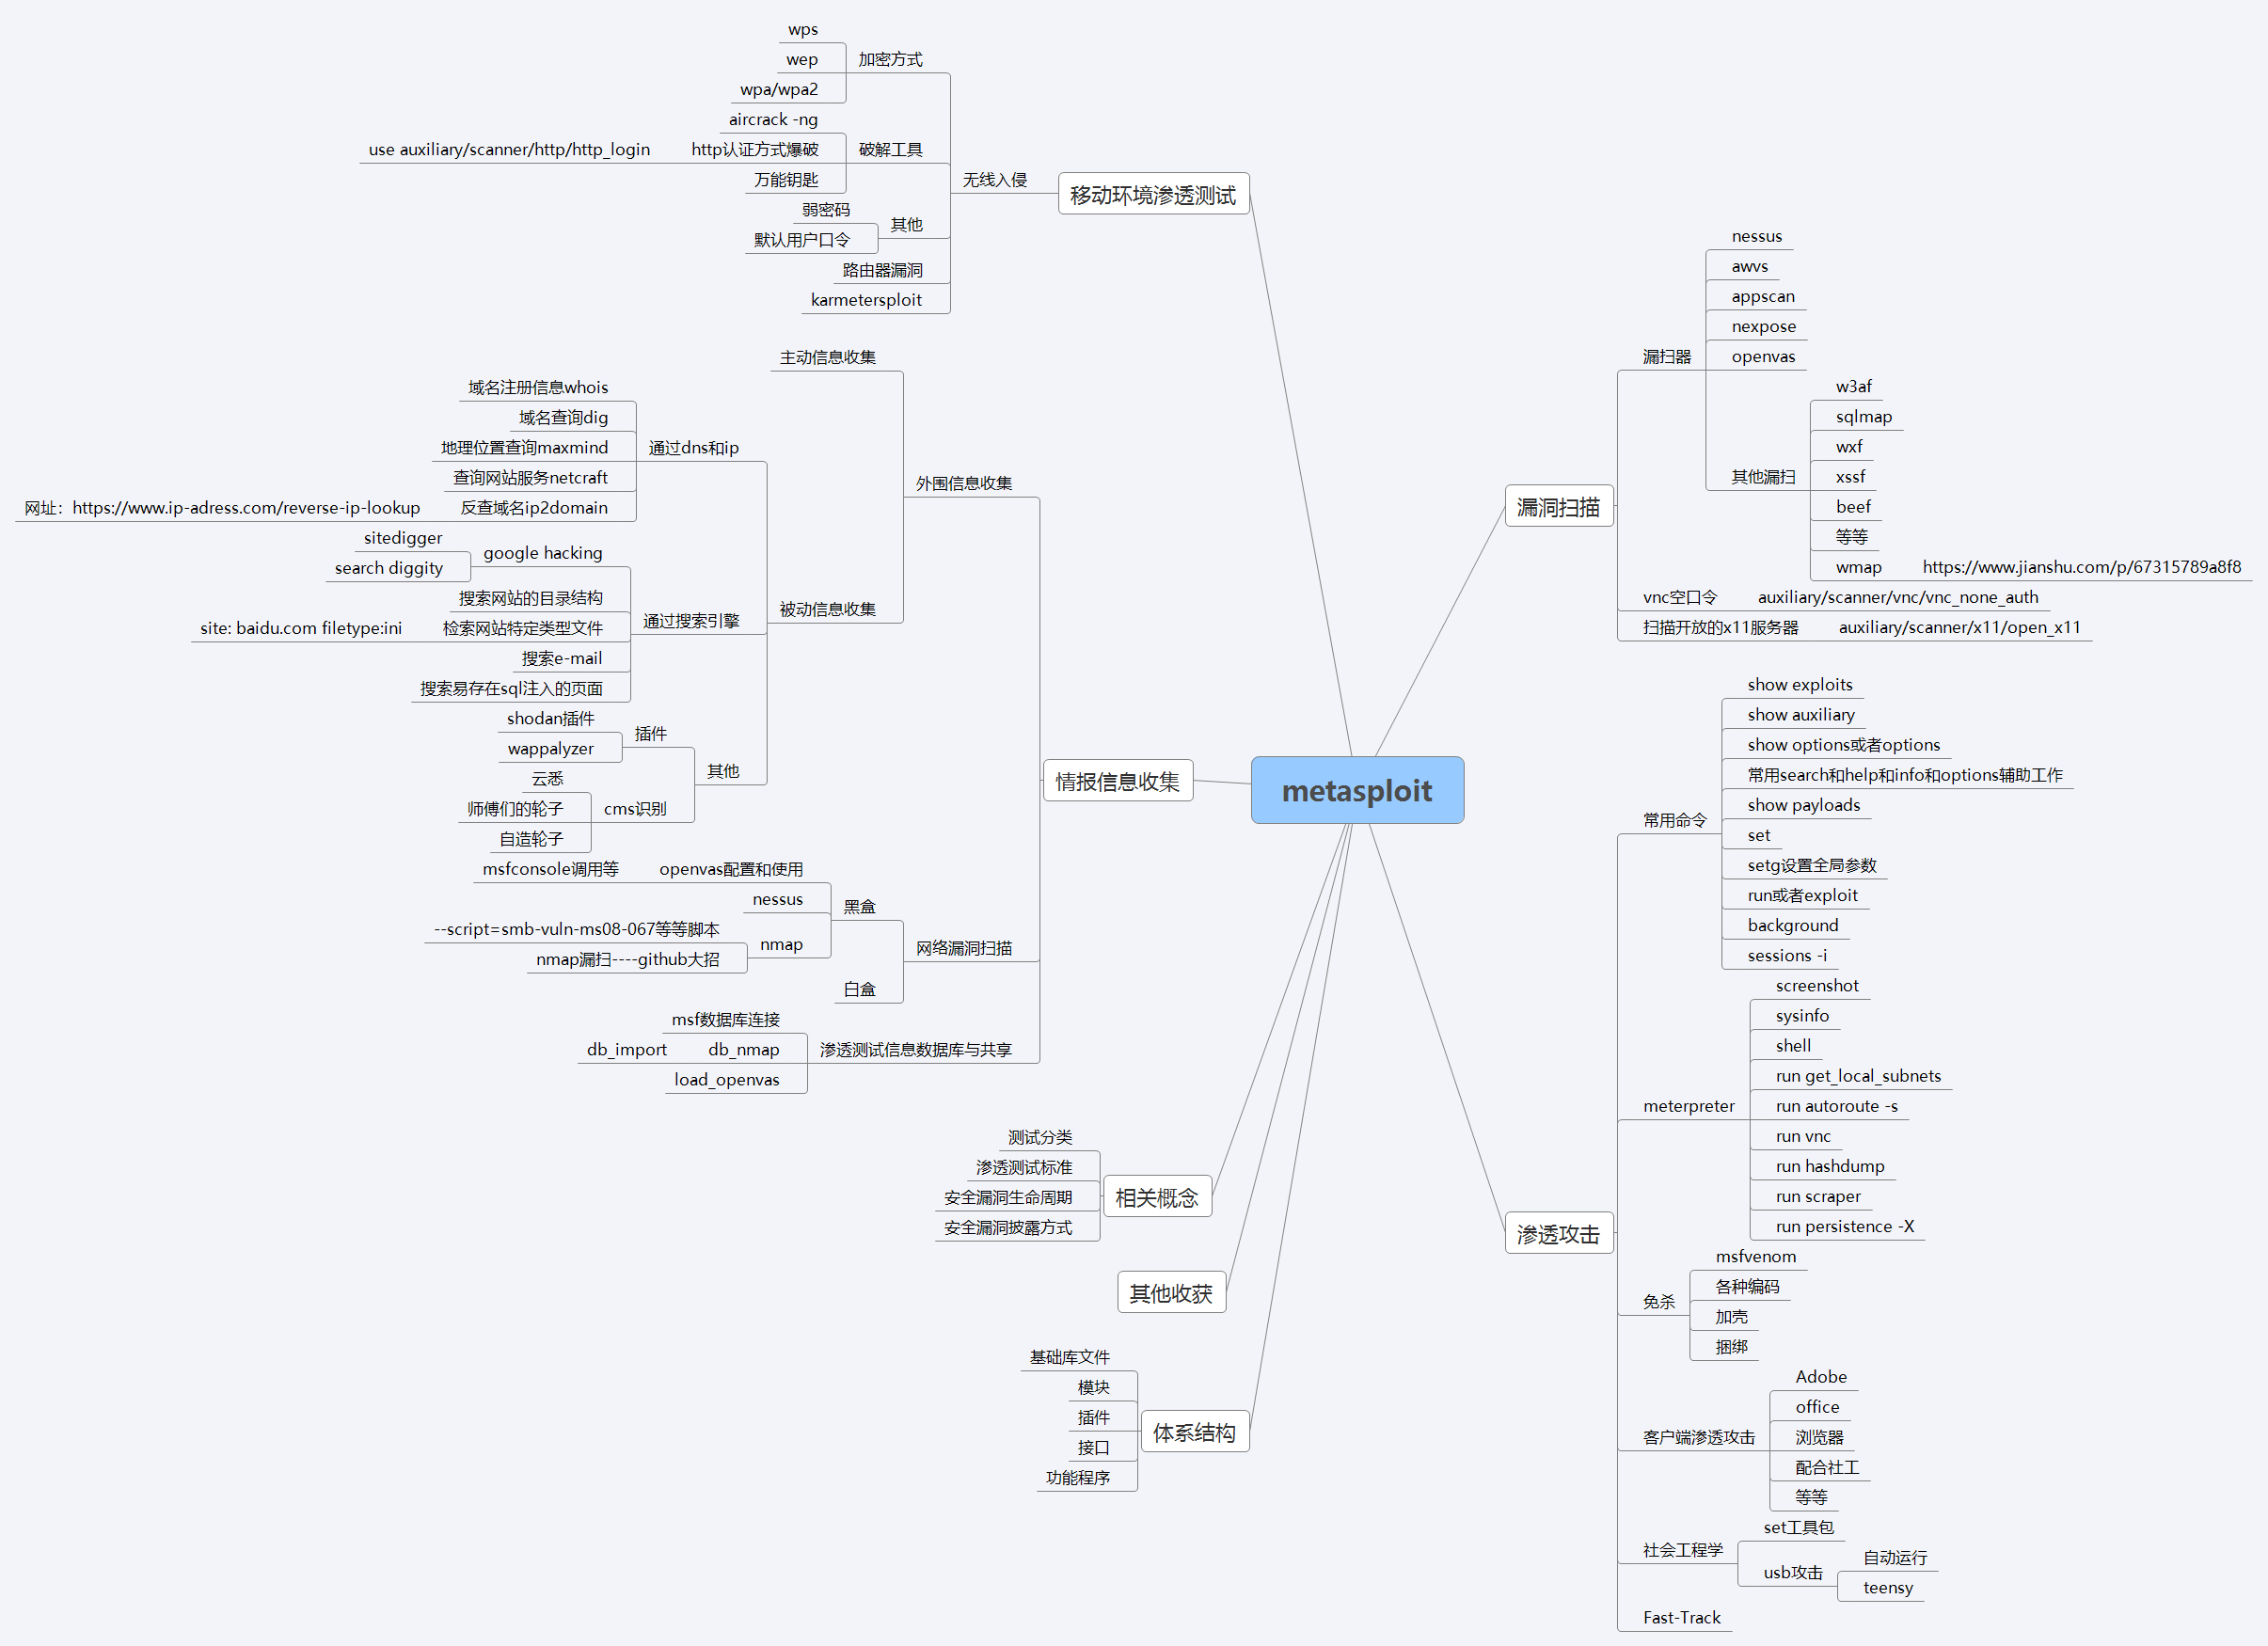 metasploit
移动环境渗透测试
无线入侵
加密方式
wps
wep
wpa/wpa2
破解工具
aircrack -ng
http认证方式爆破
use auxiliary/scanner/http/http_login
万能钥匙
其他
弱密码
默认用户口令
路由器漏洞
karmetersploit
情报信息收集
外围信息收集
主动信息收集
被动信息收集
通过dns和ip
域名注册信息whois
域名查询dig
地理位置查询maxmind
查询网站服务netcraft
反查域名ip2domain
网址：https://www.ip-adress.com/reverse-ip-lookup
通过搜索引擎
google hacking
sitedigger
search diggity
搜索网站的目录结构
检索网站特定类型文件
site: baidu.com filetype:ini
搜索e-mail
搜索易存在sql注入的页面
其他
插件
shodan插件
wappalyzer
cms识别
云悉
师傅们的轮子
自造轮子
网络漏洞扫描
黑盒
openvas配置和使用
msfconsole调用等
nessus
nmap
--script=smb-vuln-ms08-067等等脚本
nmap漏扫----github大招
白盒
渗透测试信息数据库与共享
msf数据库连接
db_nmap
db_import
load_openvas
相关概念
测试分类
渗透测试标准
安全漏洞生命周期
安全漏洞披露方式
其他收获
体系结构
基础库文件
模块
插件
接口
功能程序
漏洞扫描
漏扫器
nessus
awvs
appscan
nexpose
openvas
其他漏扫
w3af
sqlmap
wxf
xssf
beef
等等
wmap
https://www.jianshu.com/p/67315789a8f8
vnc空口令
auxiliary/scanner/vnc/vnc_none_auth
扫描开放的x11服务器
auxiliary/scanner/x11/open_x11
渗透攻击
常用命令
show exploits
show auxiliary
show options或者options
常用search和help和info和options辅助工作
show payloads
set
setg设置全局参数
run或者exploit
background
sessions -i
meterpreter
screenshot
sysinfo
shell
run get_local_subnets
run autoroute -s
run vnc
run hashdump
run scraper
run persistence -X
免杀
msfvenom
各种编码
加壳
捆绑
客户端渗透攻击
Adobe
office
浏览器
配合社工
等等
社会工程学
set工具包
usb攻击
自动运行
teensy
Fast-Track